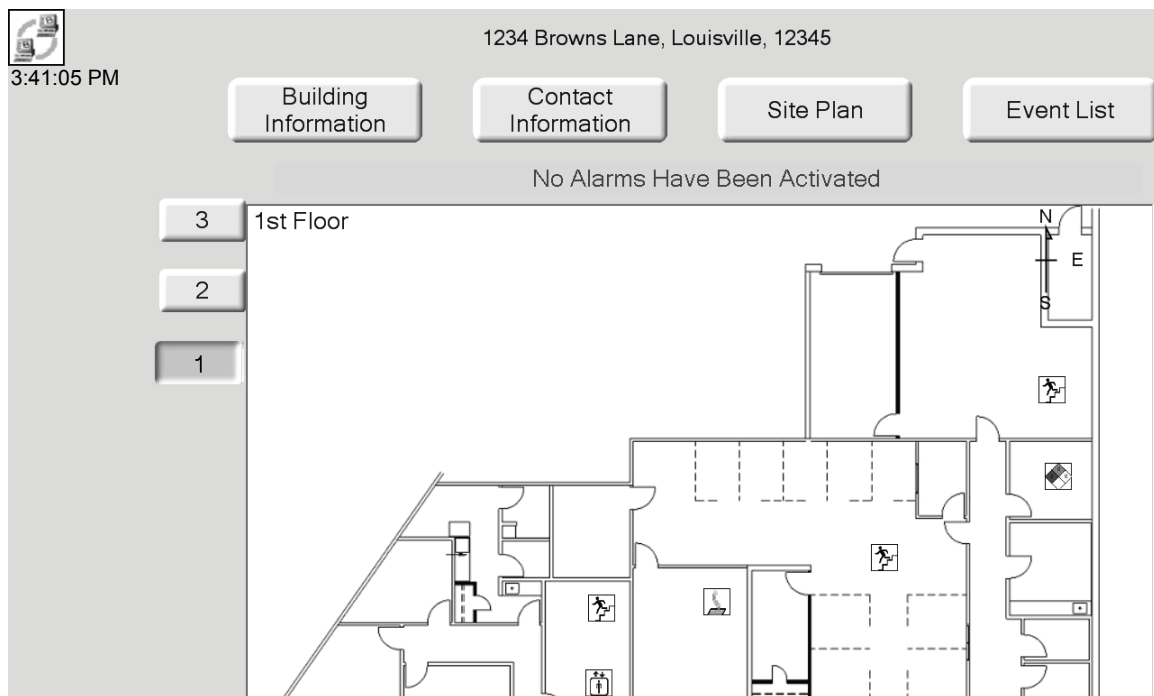 1234 Browns Lane, Louisville, 12345
3:41:05 PM
Building
Information
Contact
Information
Site Plan
Event List
No Alarms Have Been Activated
3
1st Floor
N
E
2
S
1